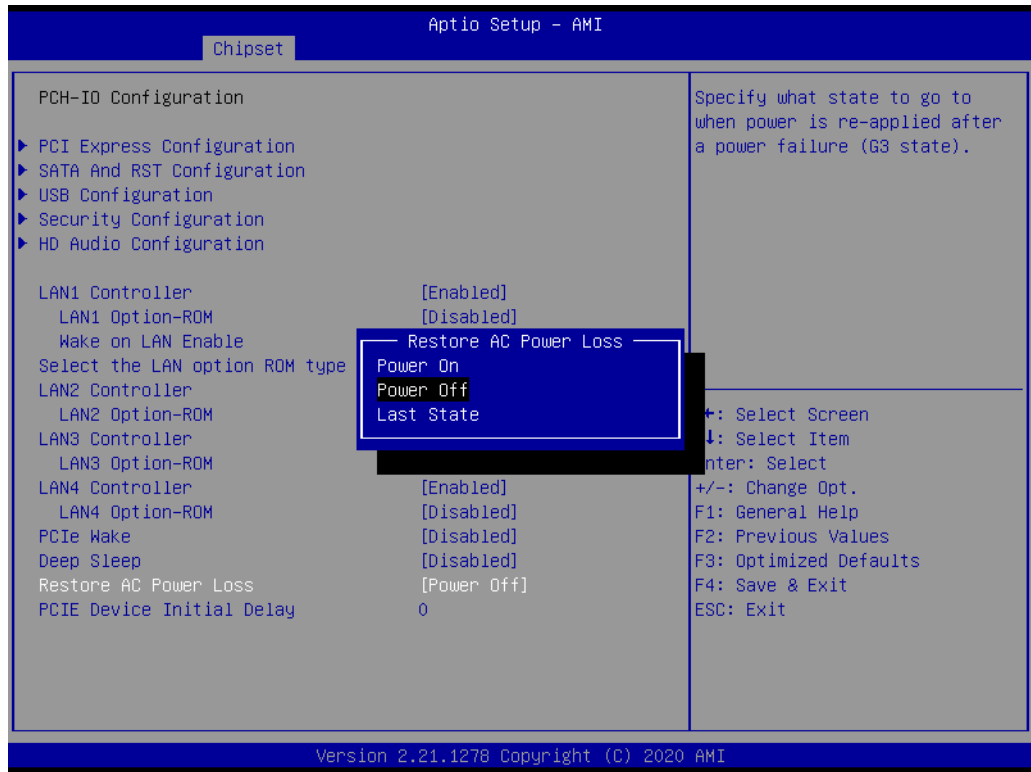 Aptio Setup – AMI
Chipset
PCH-IO Configuration
PCI Express Configuration
SATA And RST Configuration
USB Configuration
Security Configuration
HD Audio Configuration
LAN1 Controller [Enabled]
LAN1 Option-ROM [Disabled]
Wake on LAN Enable
Select the LAN option ROM type
LAN2 Controller
LAN2 Option-ROM
LAN3 Controller
LAN3 Option-ROM
LAN4 Controller [Enabled]
LAN4 Option-ROM [Disabled]
PCIe Wake [Disabled]
Deep Sleep [Disabled]
Restore AC Power Loss [Power Off]
PCIE Device Initial Delay 0
Restore AC Power Loss
Power On
Power Off
Last State
Specify what state to go to
when power is re-applied after
a power failure (G3 state).
: Select Screen
: Select Item
nter: Select
+/-: Change Opt.
F1: General Help
F2: Previous Values
F3: Optimized Defaults
F4: Save & Exit
ESC: Exit
Version 2.21.1278 Copyright (C) 2020 AMI